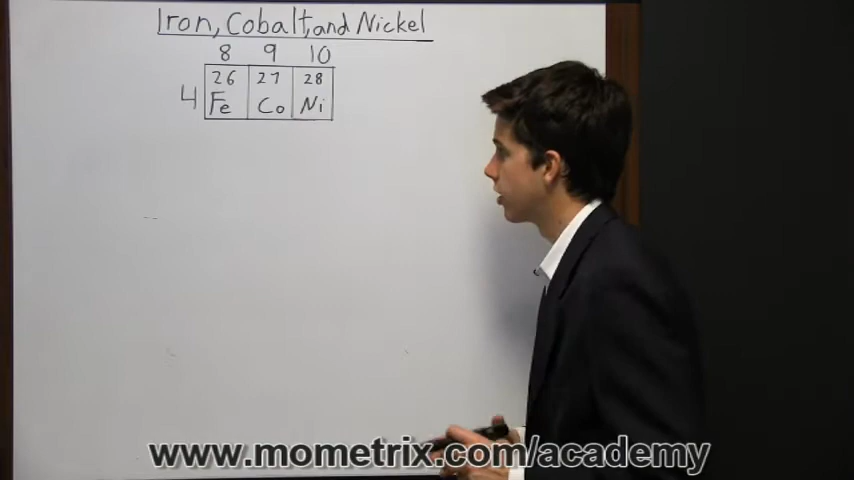 Iron, Cobalt, and Nickel
8 9 10
26 27 28
4 Fe Co Ni
www.mometrix.com/academy